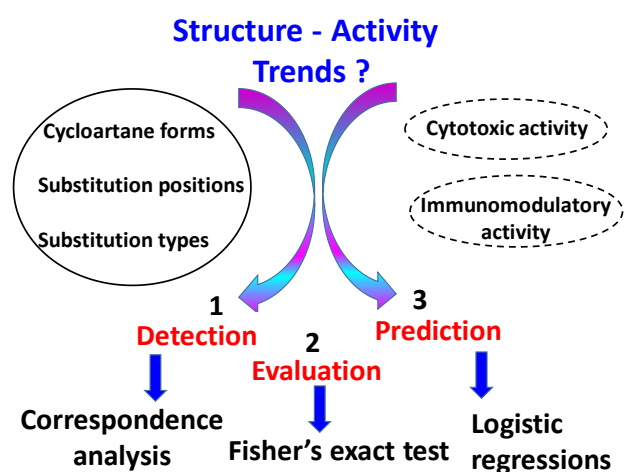 Structure - Activity
Trends ?
Cycloartane forms
Substitution positions
Substitution types
Cytotoxic activity
Immunomodulatory
activity
1
Detection
2
Evaluation
3
Prediction
Correspondence
analysis
Fisher's exact test
Logistic
regressions